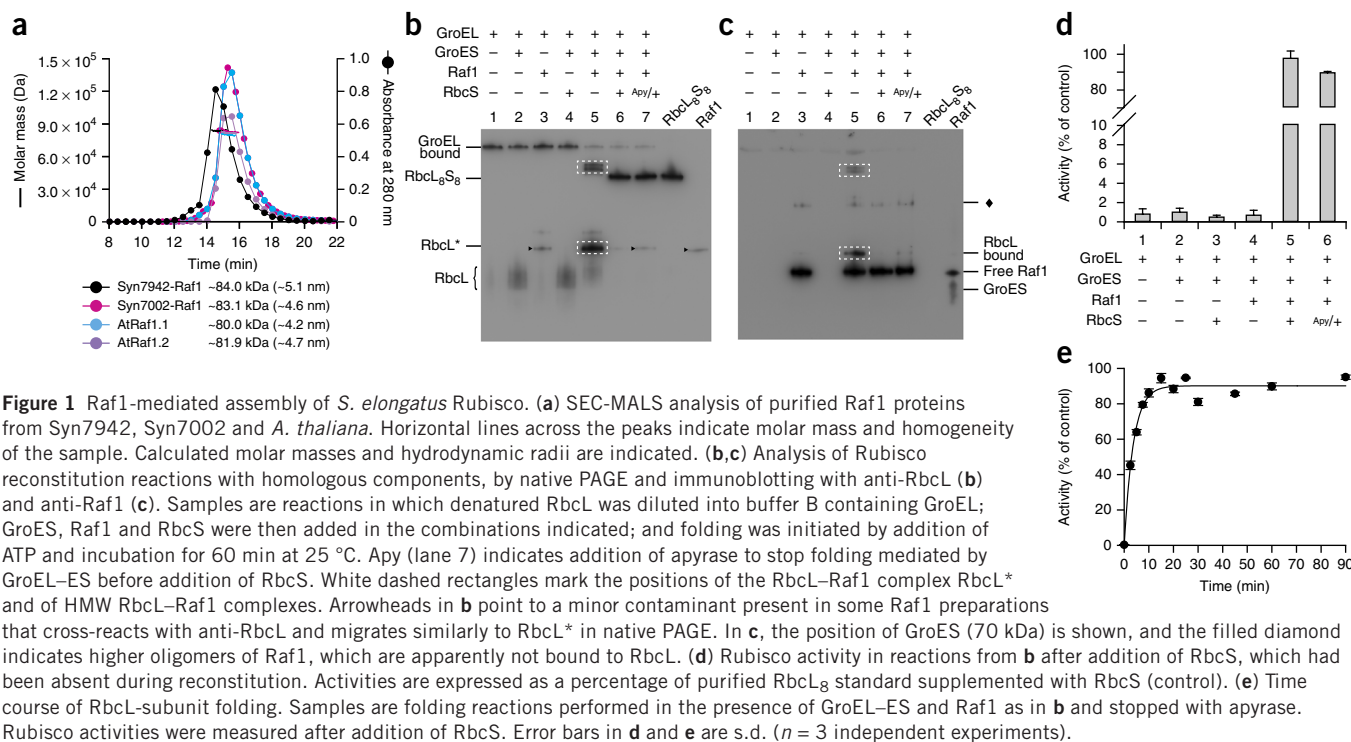 a
Molar mass (Da)
1.5 × 10⁵
1.2 × 10⁵
9.0 × 10⁴
6.0 × 10⁴
3.0 × 10⁴
0
1.0
0.8
0.6
0.4
0.2
0
Absorbance at 280 nm
8 10 12 14 16 18 20 22
Time (min)
Syn7942-Raf1 ~84.0 kDa (~5.1 nm)
Syn7002-Raf1 ~83.1 kDa (~4.6 nm)
AtRaf1.1 ~80.0 kDa (~4.2 nm)
AtRaf1.2 ~81.9 kDa (~4.7 nm)
b
GroEL + + + + + + +
GroES – + – + + + +
Raf1 – – + – + + +
RbcS – – – + – + Apy/+
1 2 3 4 5 6 7 RbcL₈S₈ Raf1
GroEL
bound
RbcL₈S₈
RbcL*
RbcL
c
+ + + + + + +
– + – + + + +
– – + – + + +
– – – + – + Apy/+
1 2 3 4 5 6 7 RbcL₈S₈ Raf1
♦
RbcL
bound
Free Raf1
GroES
d
Activity (% of control)
100
80
10
8
6
4
2
0
1 2 3 4 5 6
GroEL + + + + + +
GroES – + – + + +
Raf1 – – – – + +
RbcS – – + + + Apy/+
e
Activity (% of control)
100
80
60
40
20
0
0 10 20 30 40 50 60 70 80 90
Time (min)
Figure 1 Raf1-mediated assembly of S. elongatus Rubisco. (a) SEC-MALS analysis of purified Raf1 proteins
from Syn7942, Syn7002 and A. thaliana. Horizontal lines across the peaks indicate molar mass and homogeneity
of the sample. Calculated molar masses and hydrodynamic radii are indicated. (b,c) Analysis of Rubisco
reconstitution reactions with homologous components, by native PAGE and immunoblotting with anti-RbcL (b)
and anti-Raf1 (c). Samples are reactions in which denatured RbcL was diluted into buffer B containing GroEL;
GroES, Raf1 and RbcS were then added in the combinations indicated; and folding was initiated by addition of
ATP and incubation for 60 min at 25 °C. Apy (lane 7) indicates addition of apyrase to stop folding mediated by
GroEL–ES before addition of RbcS. White dashed rectangles mark the positions of the RbcL–Raf1 complex RbcL*
and of HMW RbcL–Raf1 complexes. Arrowheads in b point to a minor contaminant present in some Raf1 preparations
that cross-reacts with anti-RbcL and migrates similarly to RbcL* in native PAGE. In c, the position of GroES (70 kDa) is shown, and the filled diamond
indicates higher oligomers of Raf1, which are apparently not bound to RbcL. (d) Rubisco activity in reactions from b after addition of RbcS, which had
been absent during reconstitution. Activities are expressed as a percentage of purified RbcL₈ standard supplemented with RbcS (control). (e) Time
course of RbcL-subunit folding. Samples are folding reactions performed in the presence of GroEL–ES and Raf1 as in b and stopped with apyrase.
Rubisco activities were measured after addition of RbcS. Error bars in d and e are s.d. (n = 3 independent experiments).